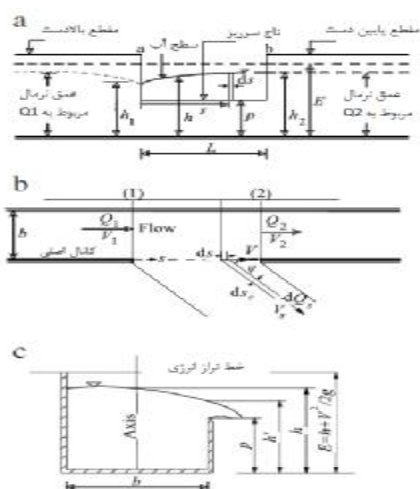 a
مقطع بالادست
تاج سرریز
مقطع پایین دست
سطح آب
a
b
ds
عمق نرمال
مربوط به Q1
h₁
h
s
p
h₂
E
عمق نرمال
مربوط به Q2
L
b
(1)
(2)
Q₁
V₁
Flow
Q₂
V₂
b
کانال اصلی
s
ds
V
dQₛ
Vₛ
c
خط تراز انرژی
Axis
p
h'
h
E=h+V²/2g
b